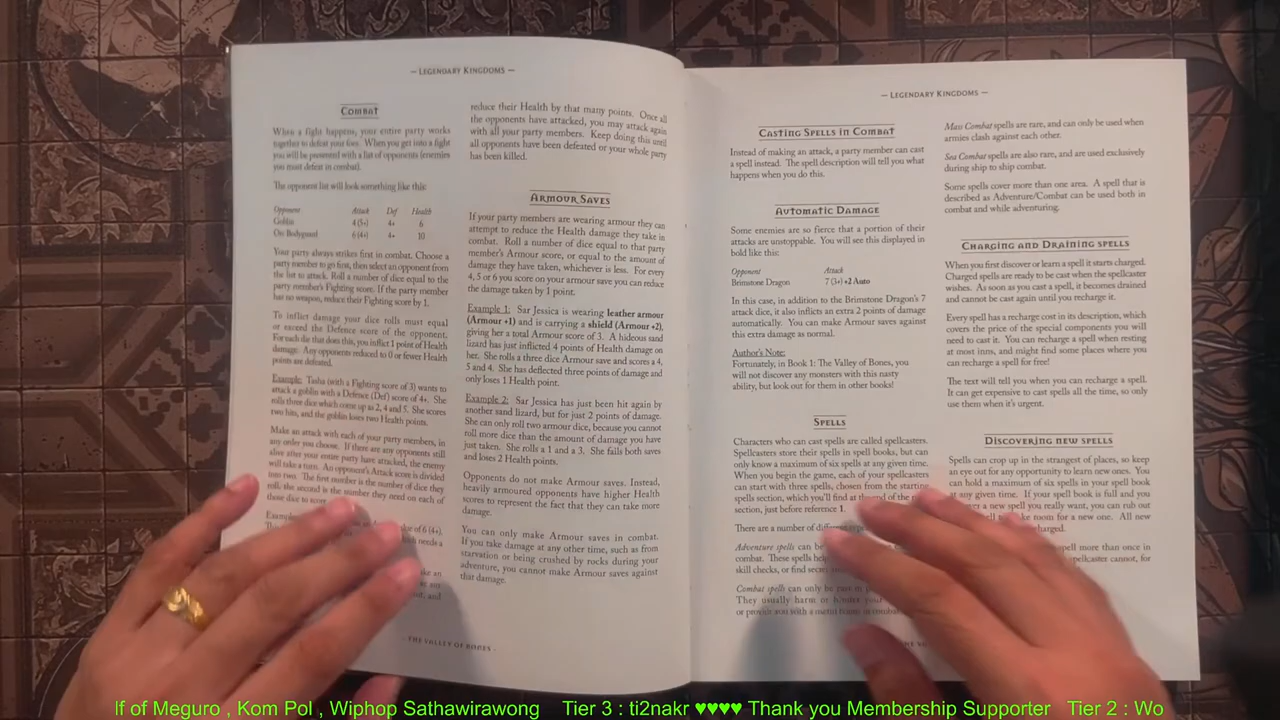 — LEGENDARY KINGDOMS —
COMBAT
When a fight happens, your entire party works
together to defeat your foes. When you get into a fight
you will be presented with a list of opponents (enemies
you must defeat in combat).
The opponent list will look something like this:
Opponent Attack Def Health
Goblin 4 (5+) 4+ 6
Orc Bodyguard 6 (4+) 4+ 10
Your party always strikes first in combat. Choose a
party member to go first, then select an opponent from
the list to attack. Roll a number of dice equal to the
party member's Fighting score. If the party member
has no weapon, reduce their Fighting score by 1.
To inflict damage your dice rolls must equal
or exceed the Defence score of the opponent.
For each die that does this, you inflict 1 point of Health
damage. Any opponents reduced to 0 or fewer Health
points are defeated.
Example: Tasha (with a Fighting score of 3) wants to
attack a goblin with a Defence (Def) score of 4+. She
rolls three dice which come up as 2, 4 and 5. She scores
two hits, and the goblin loses two Health points.
Make an attack with each of your party members, in
any order you choose. If there are any opponents still
alive after your entire party have attacked, the enemy
will take a turn. An opponent's Attack score is divided
into two. The first number is the number of dice they
roll, the second is the number they need on each of
those dice to score
of 6 (4+),
needs a
reduce their Health by that many points. Once all
the opponents have attacked, you may attack again
with all your party members. Keep doing this until
all opponents have been defeated or your whole party
has been killed.
ARMOUR SAVES
If your party members are wearing armour they can
attempt to reduce the Health damage they take in
combat. Roll a number of dice equal to that party
member's Armour score, or equal to the amount of
damage they have taken, whichever is less. For every
4, 5 or 6 you score on your armour save you can reduce
the damage taken by 1 point.
Example 1: Sar Jessica is wearing leather armour
(Armour +1) and is carrying a shield (Armour +2),
giving her a total Armour score of 3. A hideous sand
lizard has just inflicted 4 points of Health damage on
her. She rolls a three dice Armour save and scores a 4,
5 and 4. She has deflected three points of damage and
only loses 1 Health point.
Example 2: Sar Jessica has just been hit again by
another sand lizard, but for just 2 points of damage.
She can only roll two armour dice, because you cannot
roll more dice than the amount of damage you have
just taken. She rolls a 1 and a 3. She fails both saves
and loses 2 Health points.
Opponents do not make Armour saves. Instead,
heavily armoured opponents have higher Health
scores to represent the fact that they can take more
damage.
You can only make Armour saves in combat.
If you take damage at any other time, such as from
starvation or being crushed by rocks during your
adventure, you cannot make Armour saves against
that damage.
- THE VALLEY OF BONES -
— LEGENDARY KINGDOMS —
CASTING SPELLS IN COMBAT
Instead of making an attack, a party member can cast
a spell instead. The spell description will tell you what
happens when you do this.
AUTOMATIC DAMAGE
Some enemies are so fierce that a portion of their
attacks are unstoppable. You will see this displayed in
bold like this:
Opponent Attack
Brimstone Dragon 7 (3+) +2 Auto
In this case, in addition to the Brimstone Dragon's 7
attack dice, it also inflicts an extra 2 points of damage
automatically. You can make Armour saves against
this extra damage as normal.
Author's Note:
Fortunately, in Book 1: The Valley of Bones, you
will not discover any monsters with this nasty
ability, but look out for them in other books!
SPELLS
Characters who can cast spells are called spellcasters.
Spellcasters store their spells in spell books, but can
only know a maximum of six spells at any given time.
When you begin the game, each of your spellcasters
can start with three spells, chosen from the starting
spells section, which you'll find at the end of the
section, just before reference 1.
There are a number of different
Adventure spells can be
combat. These spells
skill checks, or find
Combat spells can only be
They usually harm or
or provide you with a
Mass Combat spells are rare, and can only be used when
armies clash against each other.
Sea Combat spells are also rare, and are used exclusively
during ship to ship combat.
Some spells cover more than one area. A spell that is
described as Adventure/Combat can be used both in
combat and while adventuring.
CHARGING AND DRAINING SPELLS
When you first discover or learn a spell it starts charged.
Charged spells are ready to be cast when the spellcaster
wishes. As soon as you cast a spell, it becomes drained
and cannot be cast again until you recharge it.
Every spell has a recharge cost in its description, which
covers the price of the special components you will
need to cast it. You can recharge a spell when resting
at most inns, and might find some places where you
can recharge a spell for free!
The text will tell you when you can recharge a spell.
It can get expensive to cast spells all the time, so only
use them when it's urgent.
DISCOVERING NEW SPELLS
Spells can crop up in the strangest of places, so keep
an eye out for any opportunity to learn new ones. You
can hold a maximum of six spells in your spell book
at any given time. If your spell book is full and you
a new spell you really want, you can rub out
room for a new one. All new
charged.
spell more than once in
spellcaster cannot, for
lf of Meguro , Kom Pol , Wiphop Sathawirawong Tier 3 : ti2nakr ♥♥♥♥ Thank you Membership Supporter Tier 2 : Wo